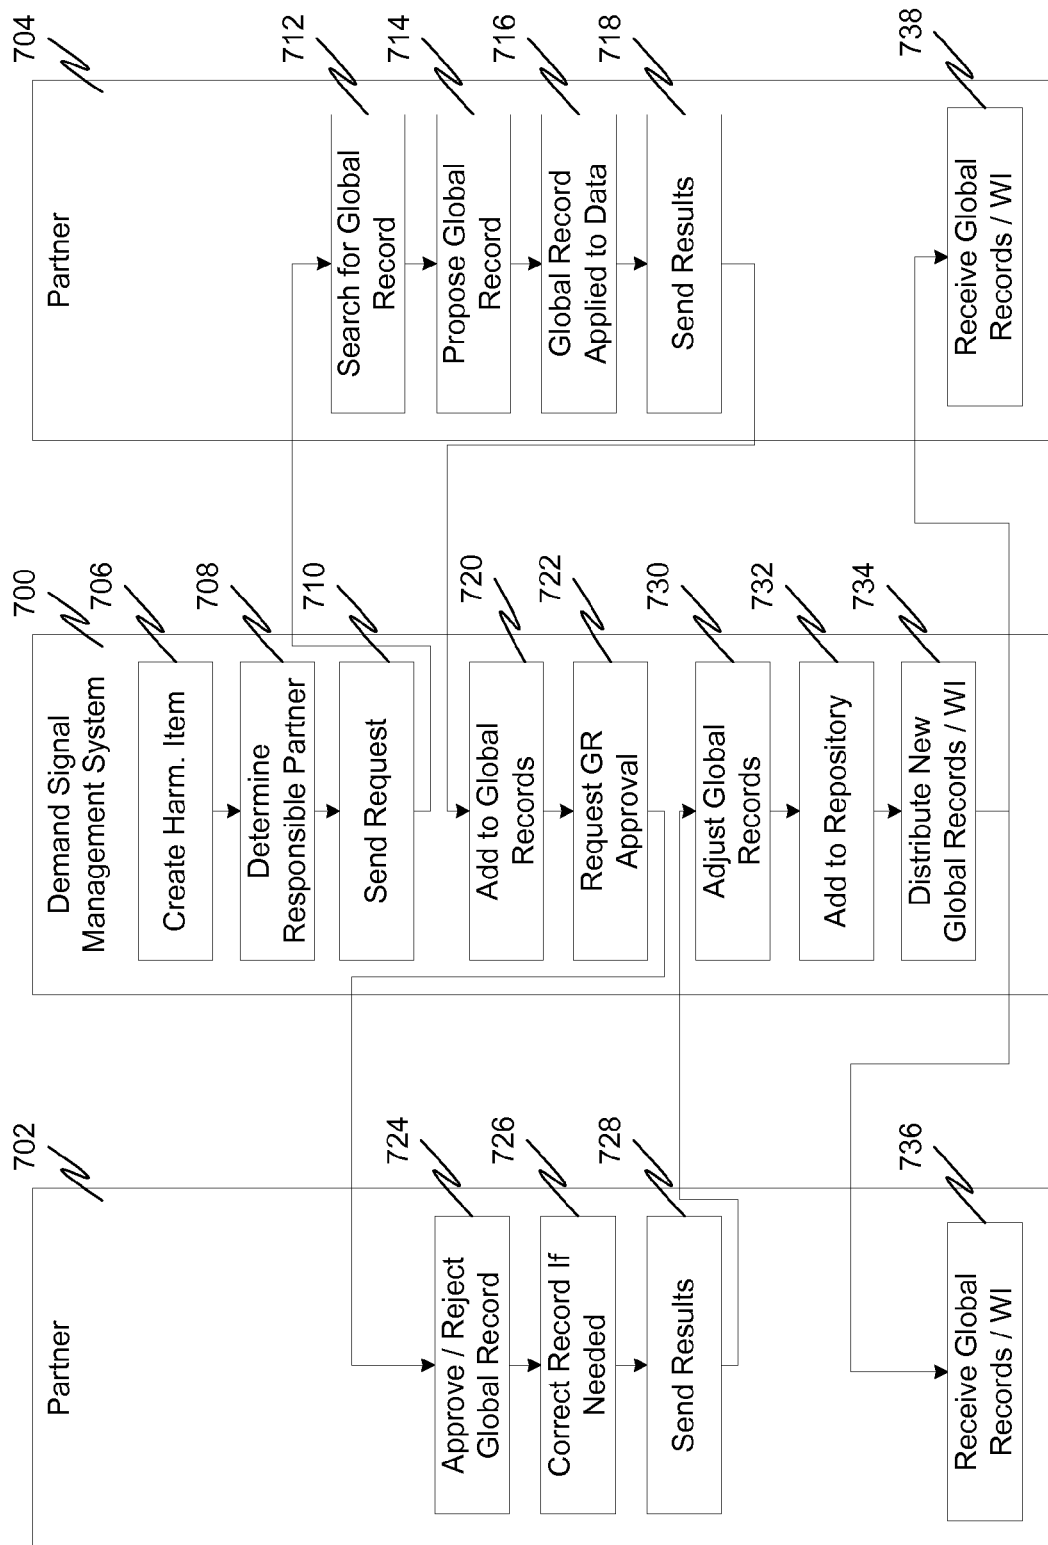 Partner
702
Approve / Reject
Global Record
724
Correct Record If
Needed
726
Send Results
728
Receive Global
Records / WI
736
Demand Signal
Management System
700
Create Harm. Item
706
Determine
Responsible Partner
708
Send Request
710
Add to Global
Records
720
Request GR
Approval
722
Adjust Global
Records
730
Add to Repository
732
Distribute New
Global Records / WI
734
Partner
704
Search for Global
Record
712
Propose Global
Record
714
Global Record
Applied to Data
716
Send Results
718
Receive Global
Records / WI
738